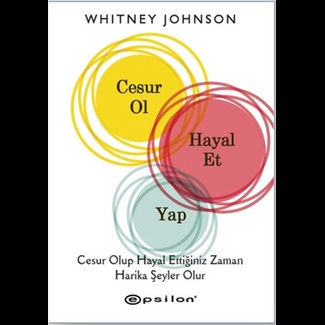 WHITNEY JOHNSON
Cesur
Ol
Hayal
Et
Yap
Cesur Olup Hayal Ettiğiniz Zaman
Harika Şeyler Olur
epsilon®